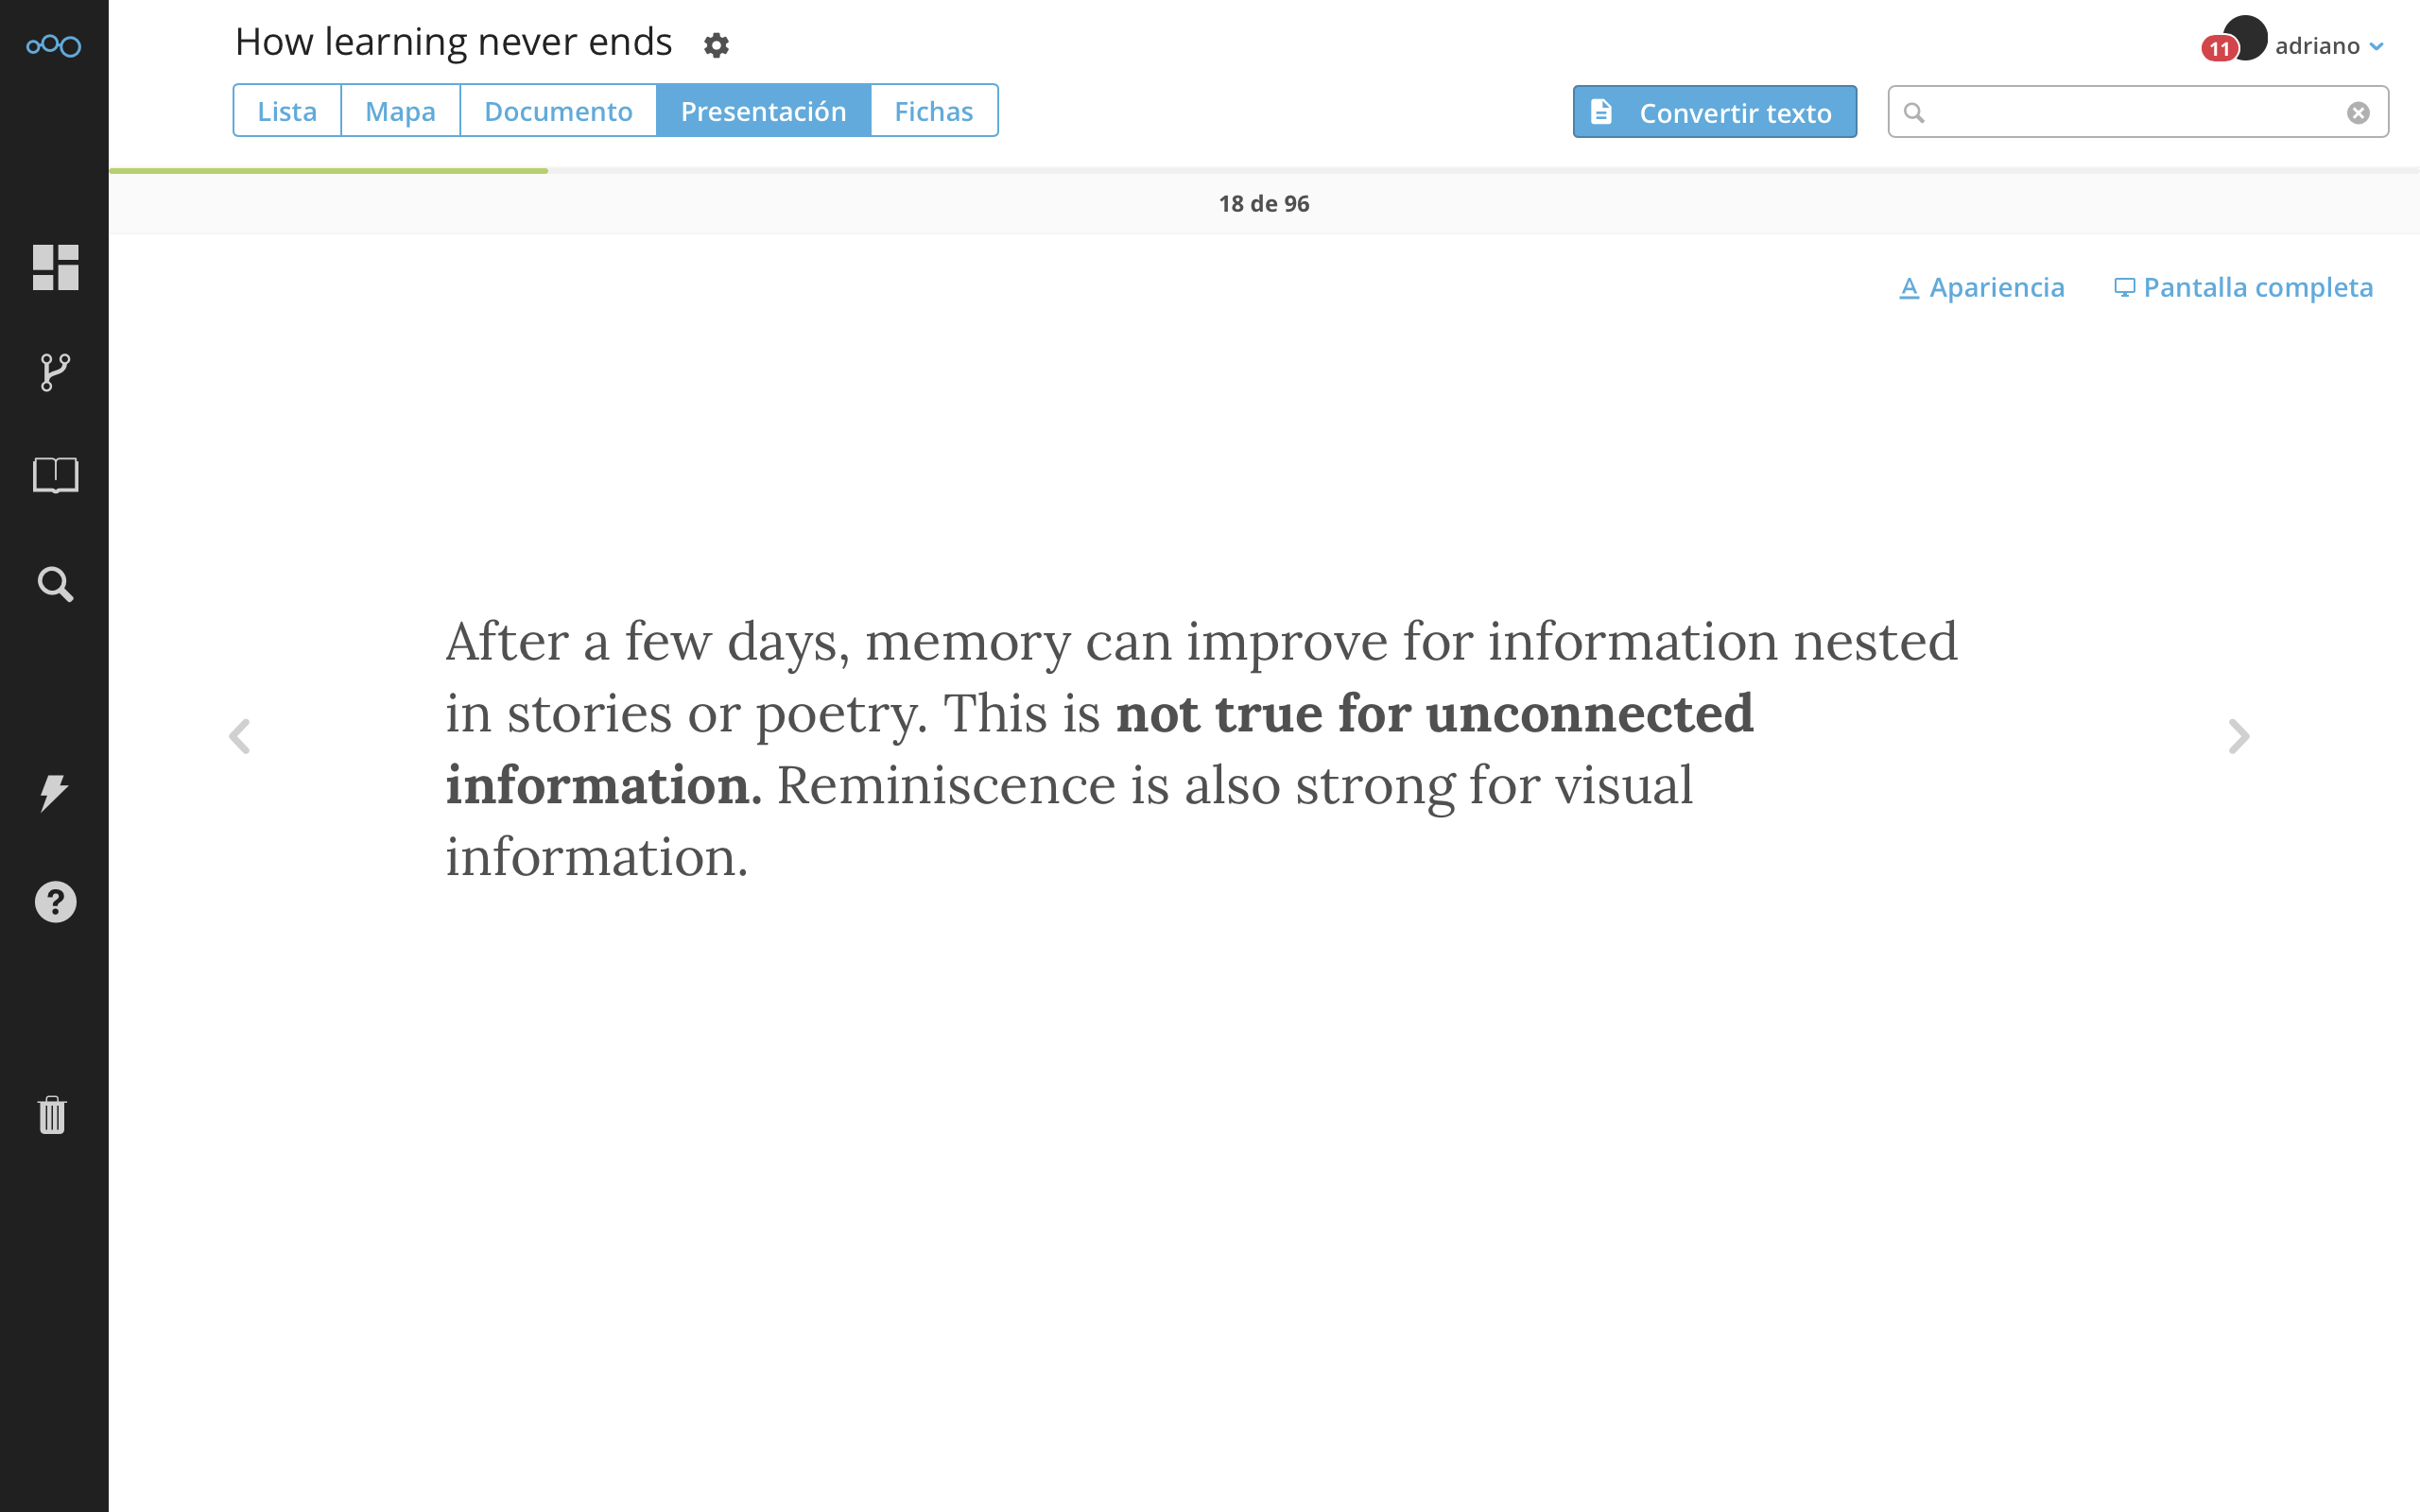 How learning never ends
11
adriano
Lista
Mapa
Documento
Presentación
Fichas
Convertir texto
18 de 96
Apariencia
Pantalla completa
After a few days, memory can improve for information nested
in stories or poetry. This is not true for unconnected
information. Reminiscence is also strong for visual
information.